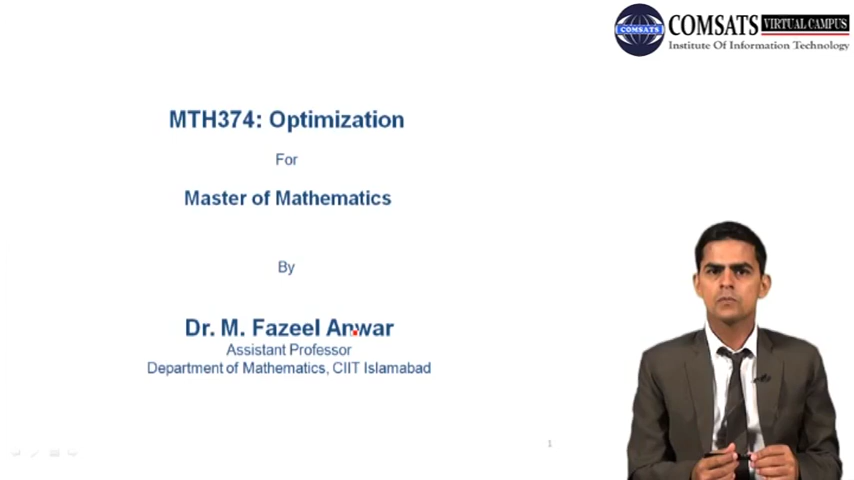 COMSATS VIRTUAL CAMPUS
Institute Of Information Technology
COMSATS
MTH374: Optimization
For
Master of Mathematics
By
Dr. M. Fazeel Anwar
Assistant Professor
Department of Mathematics, CIIT Islamabad
1